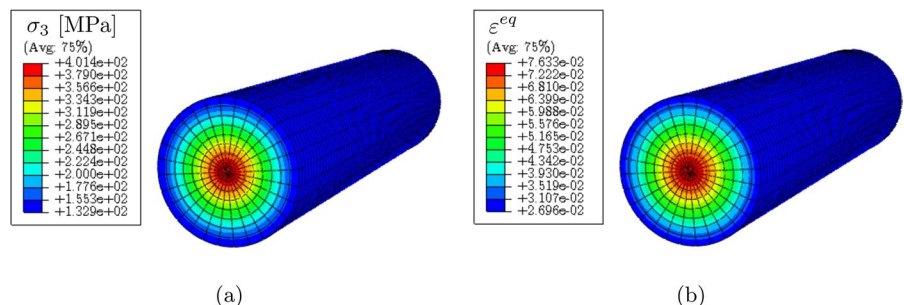 σ3 [MPa]
(Avg: 75%)
+4.014e+02
+3.790e+02
+3.566e+02
+3.343e+02
+3.119e+02
+2.895e+02
+2.671e+02
+2.448e+02
+2.224e+02
+2.000e+02
+1.776e+02
+1.553e+02
+1.329e+02
(a)
ε^eq
(Avg: 75%)
+7.633e-02
+7.222e-02
+6.810e-02
+6.399e-02
+5.988e-02
+5.576e-02
+5.165e-02
+4.753e-02
+4.342e-02
+3.930e-02
+3.519e-02
+3.107e-02
+2.696e-02
(b)